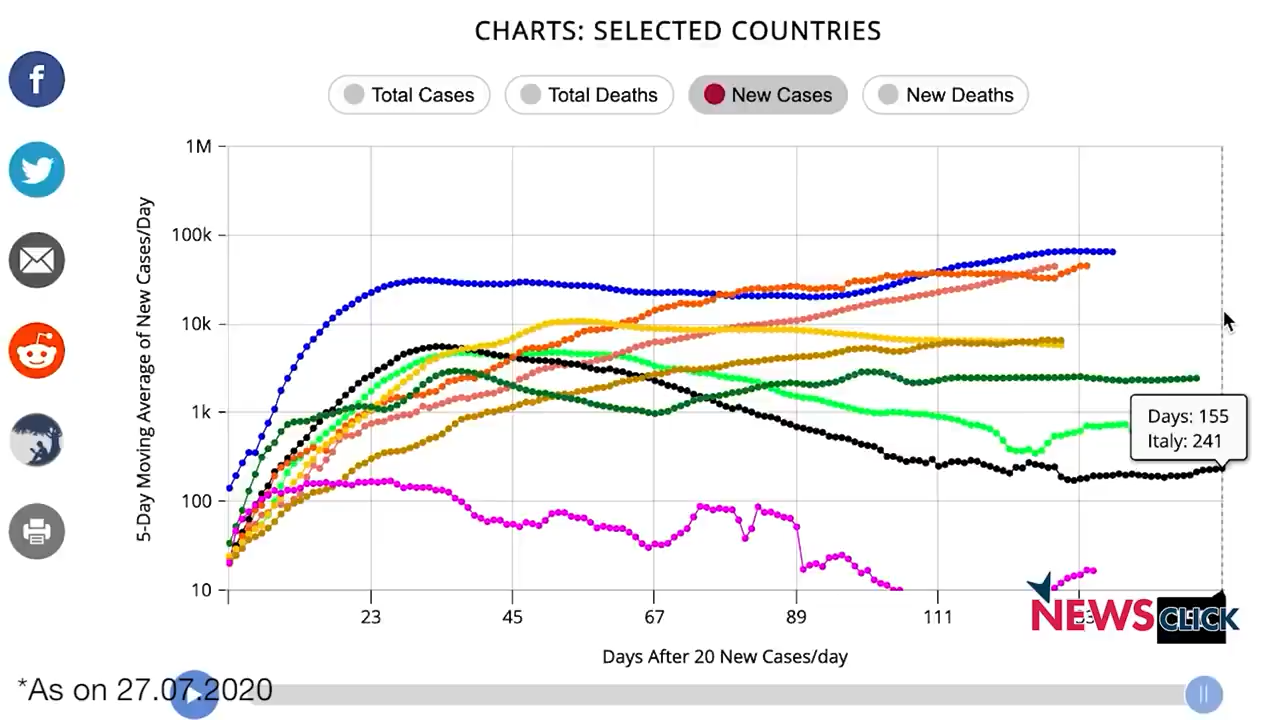 CHARTS: SELECTED COUNTRIES
Total Cases
Total Deaths
New Cases
New Deaths
1M
100k
10k
1k
100
10
5-Day Moving Average of New Cases/Day
Days: 155
Italy: 241
23
45
67
89
111
NEWSCLICK
Days After 20 New Cases/day
*As on 27.07.2020